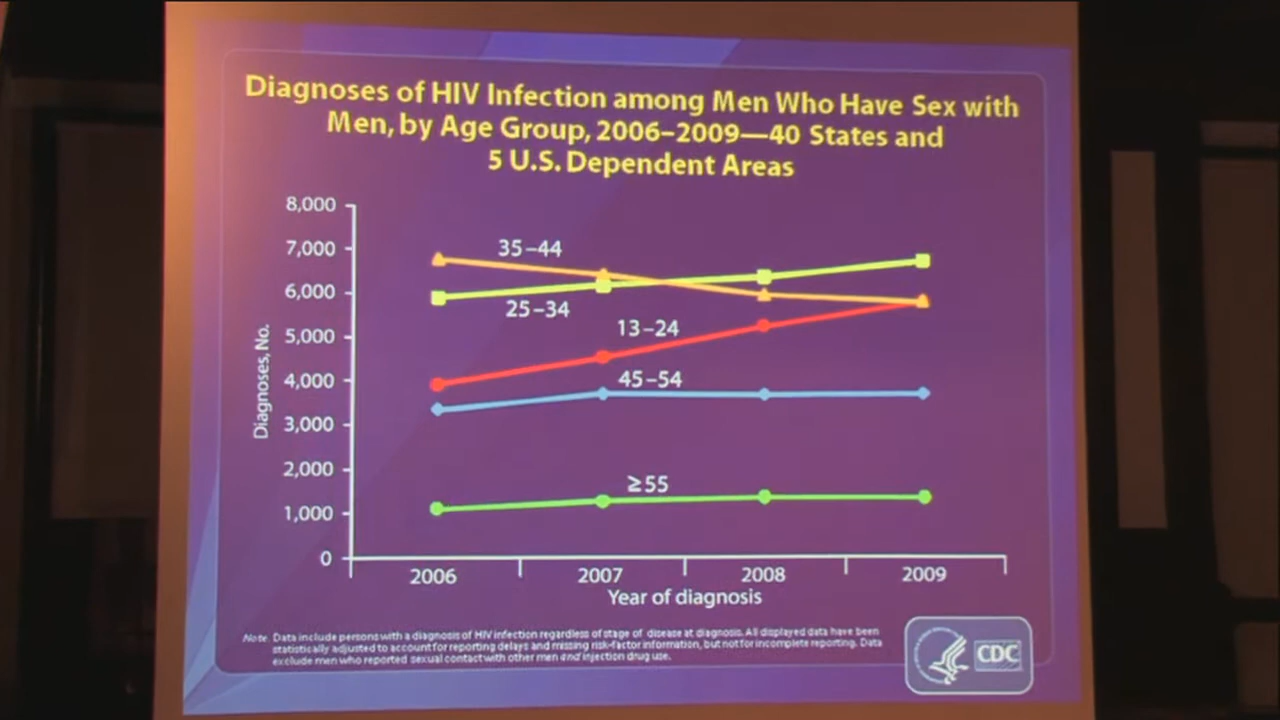 Diagnoses of HIV Infection among Men Who Have Sex with
Men, by Age Group, 2006–2009—40 States and
5 U.S. Dependent Areas
8,000
7,000
6,000
5,000
4,000
3,000
2,000
1,000
0
Diagnoses, No.
35–44
25–34
13–24
45–54
≥55
2006 2007 2008 2009
Year of diagnosis
Note. Data include persons with a diagnosis of HIV infection regardless of stage of disease at diagnosis. All displayed data have been
statistically adjusted to account for reporting delays and missing risk-factor information, but not for incomplete reporting. Data
exclude men who reported sexual contact with other men and injection drug use.
CDC